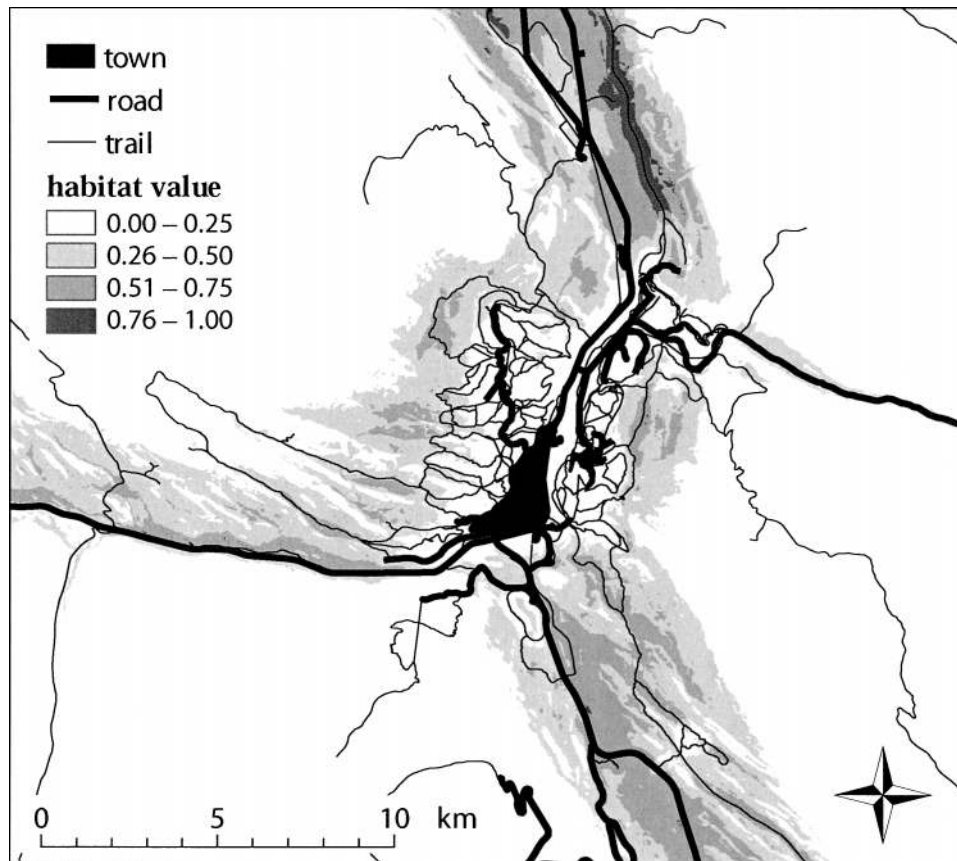 town
road
trail
habitat value
0.00 – 0.25
0.26 – 0.50
0.51 – 0.75
0.76 – 1.00
0 5 10 km